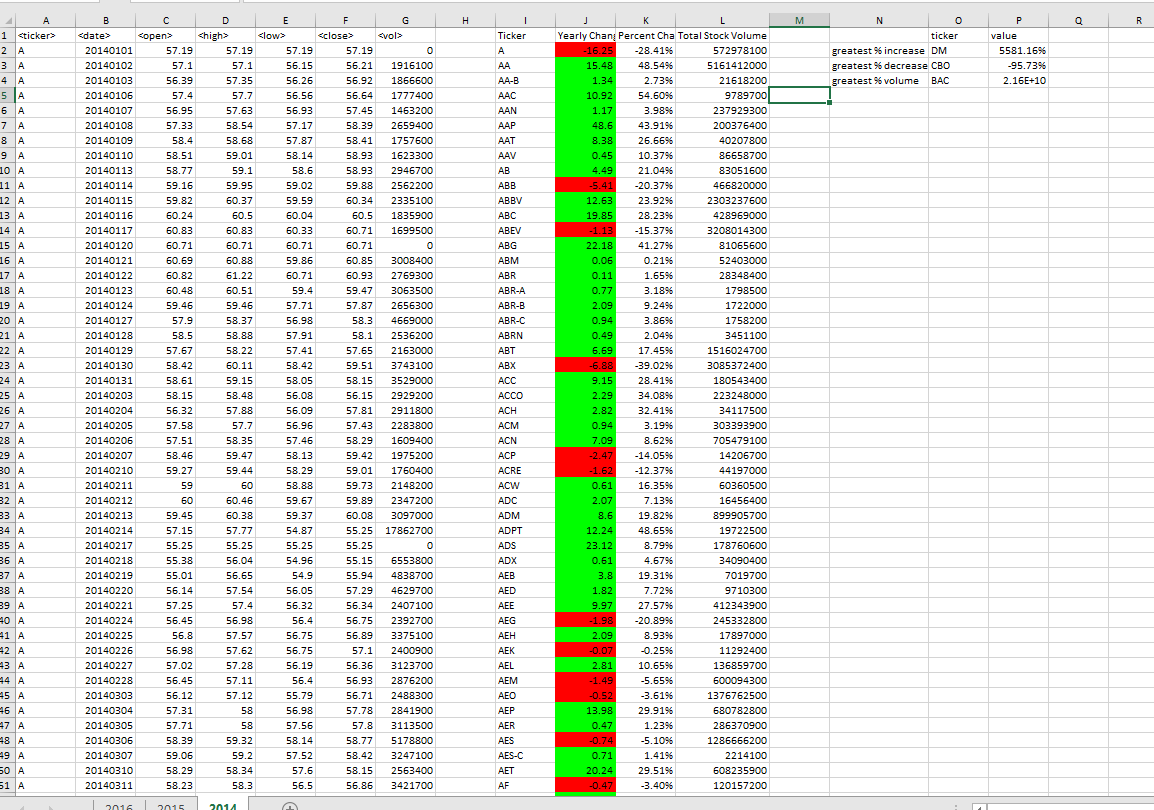 A B C D E F G H I J K L M N O P Q R
1 <ticker> <date> <open> <high> <low> <close> <vol> Ticker Yearly Chang Percent Cha Total Stock Volume ticker value
2 A 20140101 57.19 57.19 57.19 57.19 0 A -16.25 -28.41% 572978100 greatest % increase DM 5581.16%
3 A 20140102 57.1 57.1 56.15 56.21 1916100 AA 15.48 48.54% 5161412000 greatest % decrease CBO -95.73%
4 A 20140103 56.39 57.35 56.26 56.92 1866600 AA-B 1.34 2.73% 21618200 greatest % volume BAC 2.16E+10
5 A 20140106 57.4 57.7 56.56 56.64 1777400 AAC 10.92 54.60% 9789700
6 A 20140107 56.95 57.63 56.93 57.45 1463200 AAN 1.17 3.98% 237929300
7 A 20140108 57.33 58.54 57.17 58.39 2659400 AAP 48.6 43.91% 200376400
8 A 20140109 58.4 58.68 57.87 58.41 1757600 AAT 8.38 26.66% 40207800
9 A 20140110 58.51 59.01 58.14 58.93 1623300 AAV 0.45 10.37% 86658700
10 A 20140113 58.77 59.1 58.6 58.93 2946700 AB 4.49 21.04% 83051600
11 A 20140114 59.16 59.95 59.02 59.88 2562200 ABB -5.41 -20.37% 466820000
12 A 20140115 59.82 60.37 59.59 60.34 2335100 ABBV 12.63 23.92% 2303237600
13 A 20140116 60.24 60.5 60.04 60.5 1835900 ABC 19.85 28.23% 428969000
14 A 20140117 60.83 60.83 60.33 60.71 1699500 ABEV -1.13 -15.37% 3208014300
15 A 20140120 60.71 60.71 60.71 60.71 0 ABG 22.18 41.27% 81065600
16 A 20140121 60.69 60.88 59.86 60.85 3008400 ABM 0.06 0.21% 52403000
17 A 20140122 60.82 61.22 60.71 60.93 2769300 ABR 0.11 1.65% 28348400
18 A 20140123 60.48 60.51 59.4 59.47 3063500 ABR-A 0.77 3.18% 1798500
19 A 20140124 59.46 59.46 57.71 57.87 2656300 ABR-B 2.09 9.24% 1722000
20 A 20140127 57.9 58.37 56.98 58.3 4669000 ABR-C 0.94 3.86% 1758200
21 A 20140128 58.5 58.88 57.91 58.1 2536200 ABRN 0.49 2.04% 3451100
22 A 20140129 57.67 58.22 57.41 57.65 2163000 ABT 6.69 17.45% 1516024700
23 A 20140130 58.42 60.11 58.42 59.51 3743100 ABX -6.88 -39.02% 3085372400
24 A 20140131 58.61 59.15 58.05 58.15 3529000 ACC 9.15 28.41% 180543400
25 A 20140203 58.15 58.48 56.08 56.15 2929200 ACCO 2.29 34.08% 223248000
26 A 20140204 56.32 57.88 56.09 57.81 2911800 ACH 2.82 32.41% 34117500
27 A 20140205 57.58 57.7 56.96 57.43 2283800 ACM 0.94 3.19% 303393900
28 A 20140206 57.51 58.35 57.46 58.29 1609400 ACN 7.09 8.62% 705479100
29 A 20140207 58.46 59.47 58.13 59.42 1975200 ACP -2.47 -14.05% 14206700
30 A 20140210 59.27 59.44 58.29 59.01 1760400 ACRE -1.62 -12.37% 44197000
31 A 20140211 59 60 58.88 59.73 2148200 ACW 0.61 16.35% 60360500
32 A 20140212 60 60.46 59.67 59.89 2347200 ADC 2.07 7.13% 16456400
33 A 20140213 59.45 60.38 59.37 60.08 3097000 ADM 8.6 19.82% 899905700
34 A 20140214 57.15 57.77 54.87 55.25 17862700 ADPT 12.24 48.65% 19722500
35 A 20140217 55.25 55.25 55.25 55.25 0 ADS 23.12 8.79% 178760600
36 A 20140218 55.38 56.04 54.96 55.15 6553800 ADX 0.61 4.67% 34090400
37 A 20140219 55.01 56.65 54.9 55.94 4838700 AEB 3.8 19.31% 7019700
38 A 20140220 56.14 57.54 56.05 57.29 4629700 AED 1.82 7.72% 9710300
39 A 20140221 57.25 57.4 56.32 56.34 2407100 AEE 9.97 27.57% 412343900
40 A 20140224 56.45 56.98 56.4 56.75 2392700 AEG -1.98 -20.89% 245332800
41 A 20140225 56.8 57.57 56.75 56.89 3375100 AEH 2.09 8.93% 17897000
42 A 20140226 56.98 57.62 56.75 57.1 2400900 AEK -0.07 -0.25% 11292400
43 A 20140227 57.02 57.28 56.19 56.36 3123700 AEL 2.81 10.65% 136859700
44 A 20140228 56.45 57.11 56.4 56.93 2876200 AEM -1.49 -5.65% 600094300
45 A 20140303 56.12 57.12 55.79 56.71 2488300 AEO -0.52 -3.61% 1376762500
46 A 20140304 57.31 58 56.98 57.78 2841900 AEP 13.98 29.91% 680782800
47 A 20140305 57.71 58 57.56 57.8 3113500 AER 0.47 1.23% 286370900
48 A 20140306 58.39 59.32 58.14 58.77 5178800 AES -0.74 -5.10% 1286666200
49 A 20140307 59.06 59.2 57.52 58.42 3247100 AES-C 0.71 1.41% 2214100
50 A 20140310 58.29 58.34 57.6 58.15 2563400 AET 20.24 29.51% 608235900
51 A 20140311 58.23 58.3 56.5 56.86 3421700 AF -0.47 -3.40% 120157200
2016 2015 2014